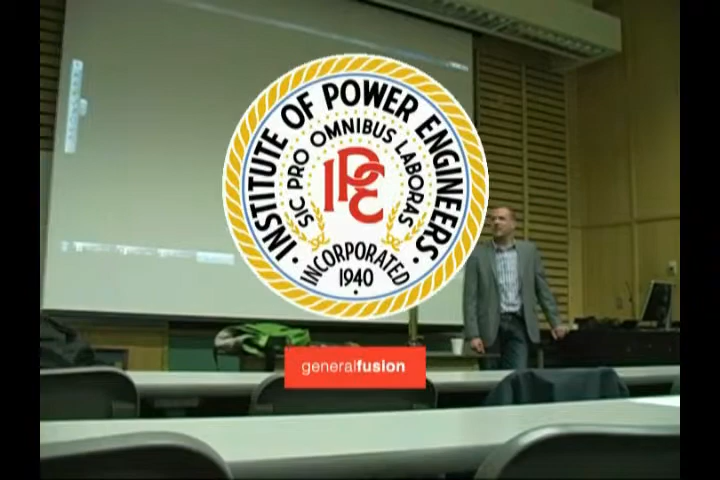 INSTITUTE OF POWER ENGINEERS
SIC PRO OMNIBUS LABORAS
IPE
INCORPORATED
1940
generalfusion